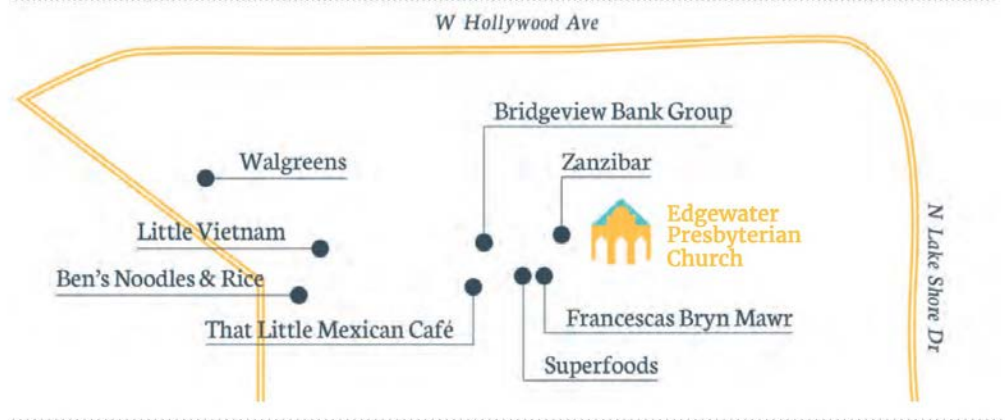 W Hollywood Ave
Bridgeview Bank Group
Walgreens
Zanzibar
Edgewater
Presbyterian
Church
N Lake Shore Dr
Little Vietnam
Ben's Noodles & Rice
That Little Mexican Café
Francescas Bryn Mawr
Superfoods